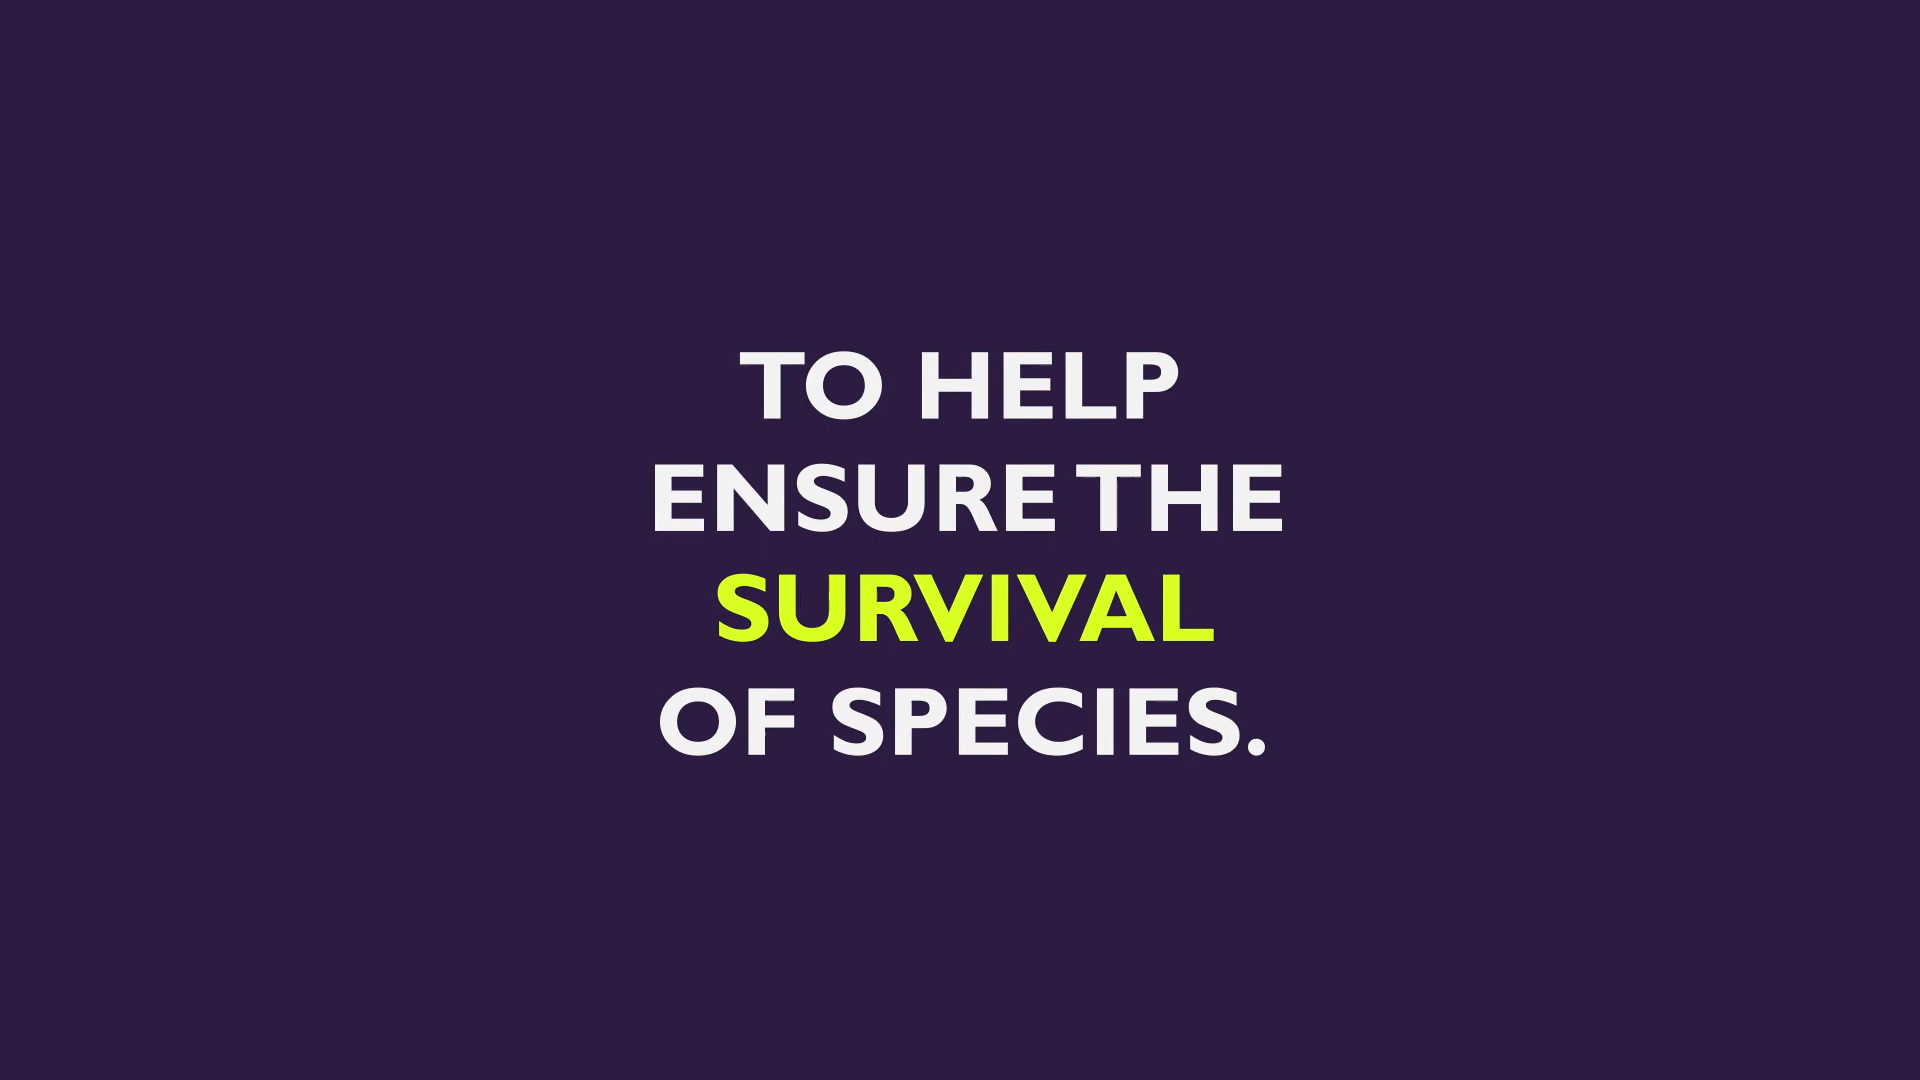 TO HELP
ENSURE THE
SURVIVAL
OF SPECIES.